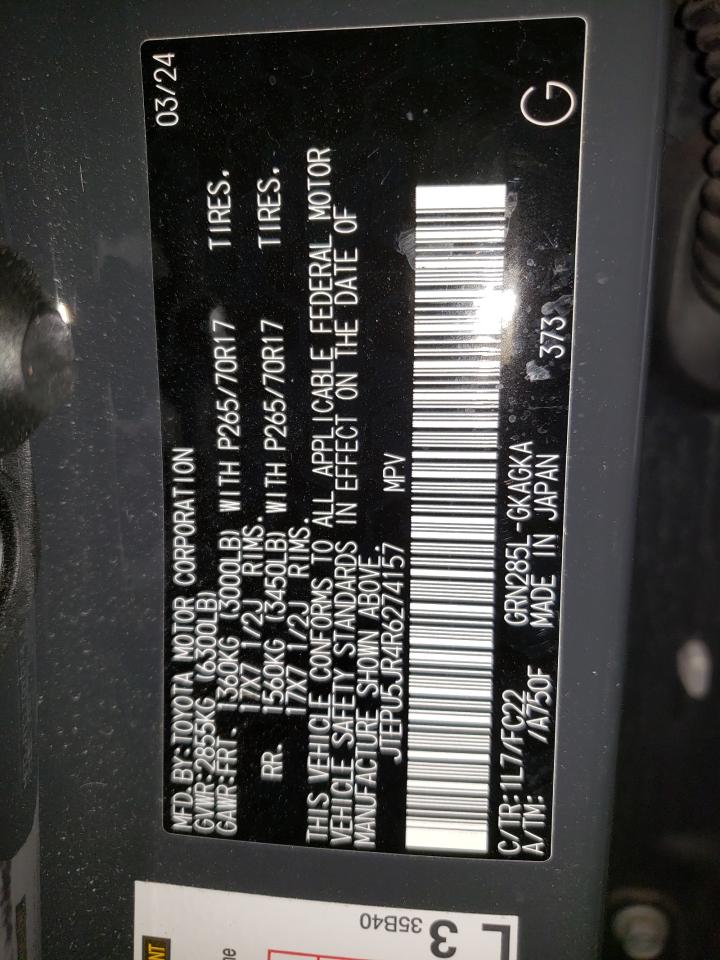 03/24
MFD.BY:TOYOTA MOTOR CORPORATION
GVWR:2855KG (6300LB)
GAWR:FRT. 1360KG (3000LB) WITH P265/70R17 TIRES.
17X7 1/2J RIMS.
RR. 1560KG (3450LB) WITH P265/70R17 TIRES.
17X7 1/2J RIMS.
THIS VEHICLE CONFORMS TO ALL APPLICABLE FEDERAL MOTOR
VEHICLE SAFETY STANDARDS IN EFFECT ON THE DATE OF
MANUFACTURE SHOWN ABOVE.
JTEPU5JR4R6274157 MPV
C/TR:1L7/FC22 GRN285L-GKAGKA 373
A/TM: /A750F MADE IN JAPAN G
35B40